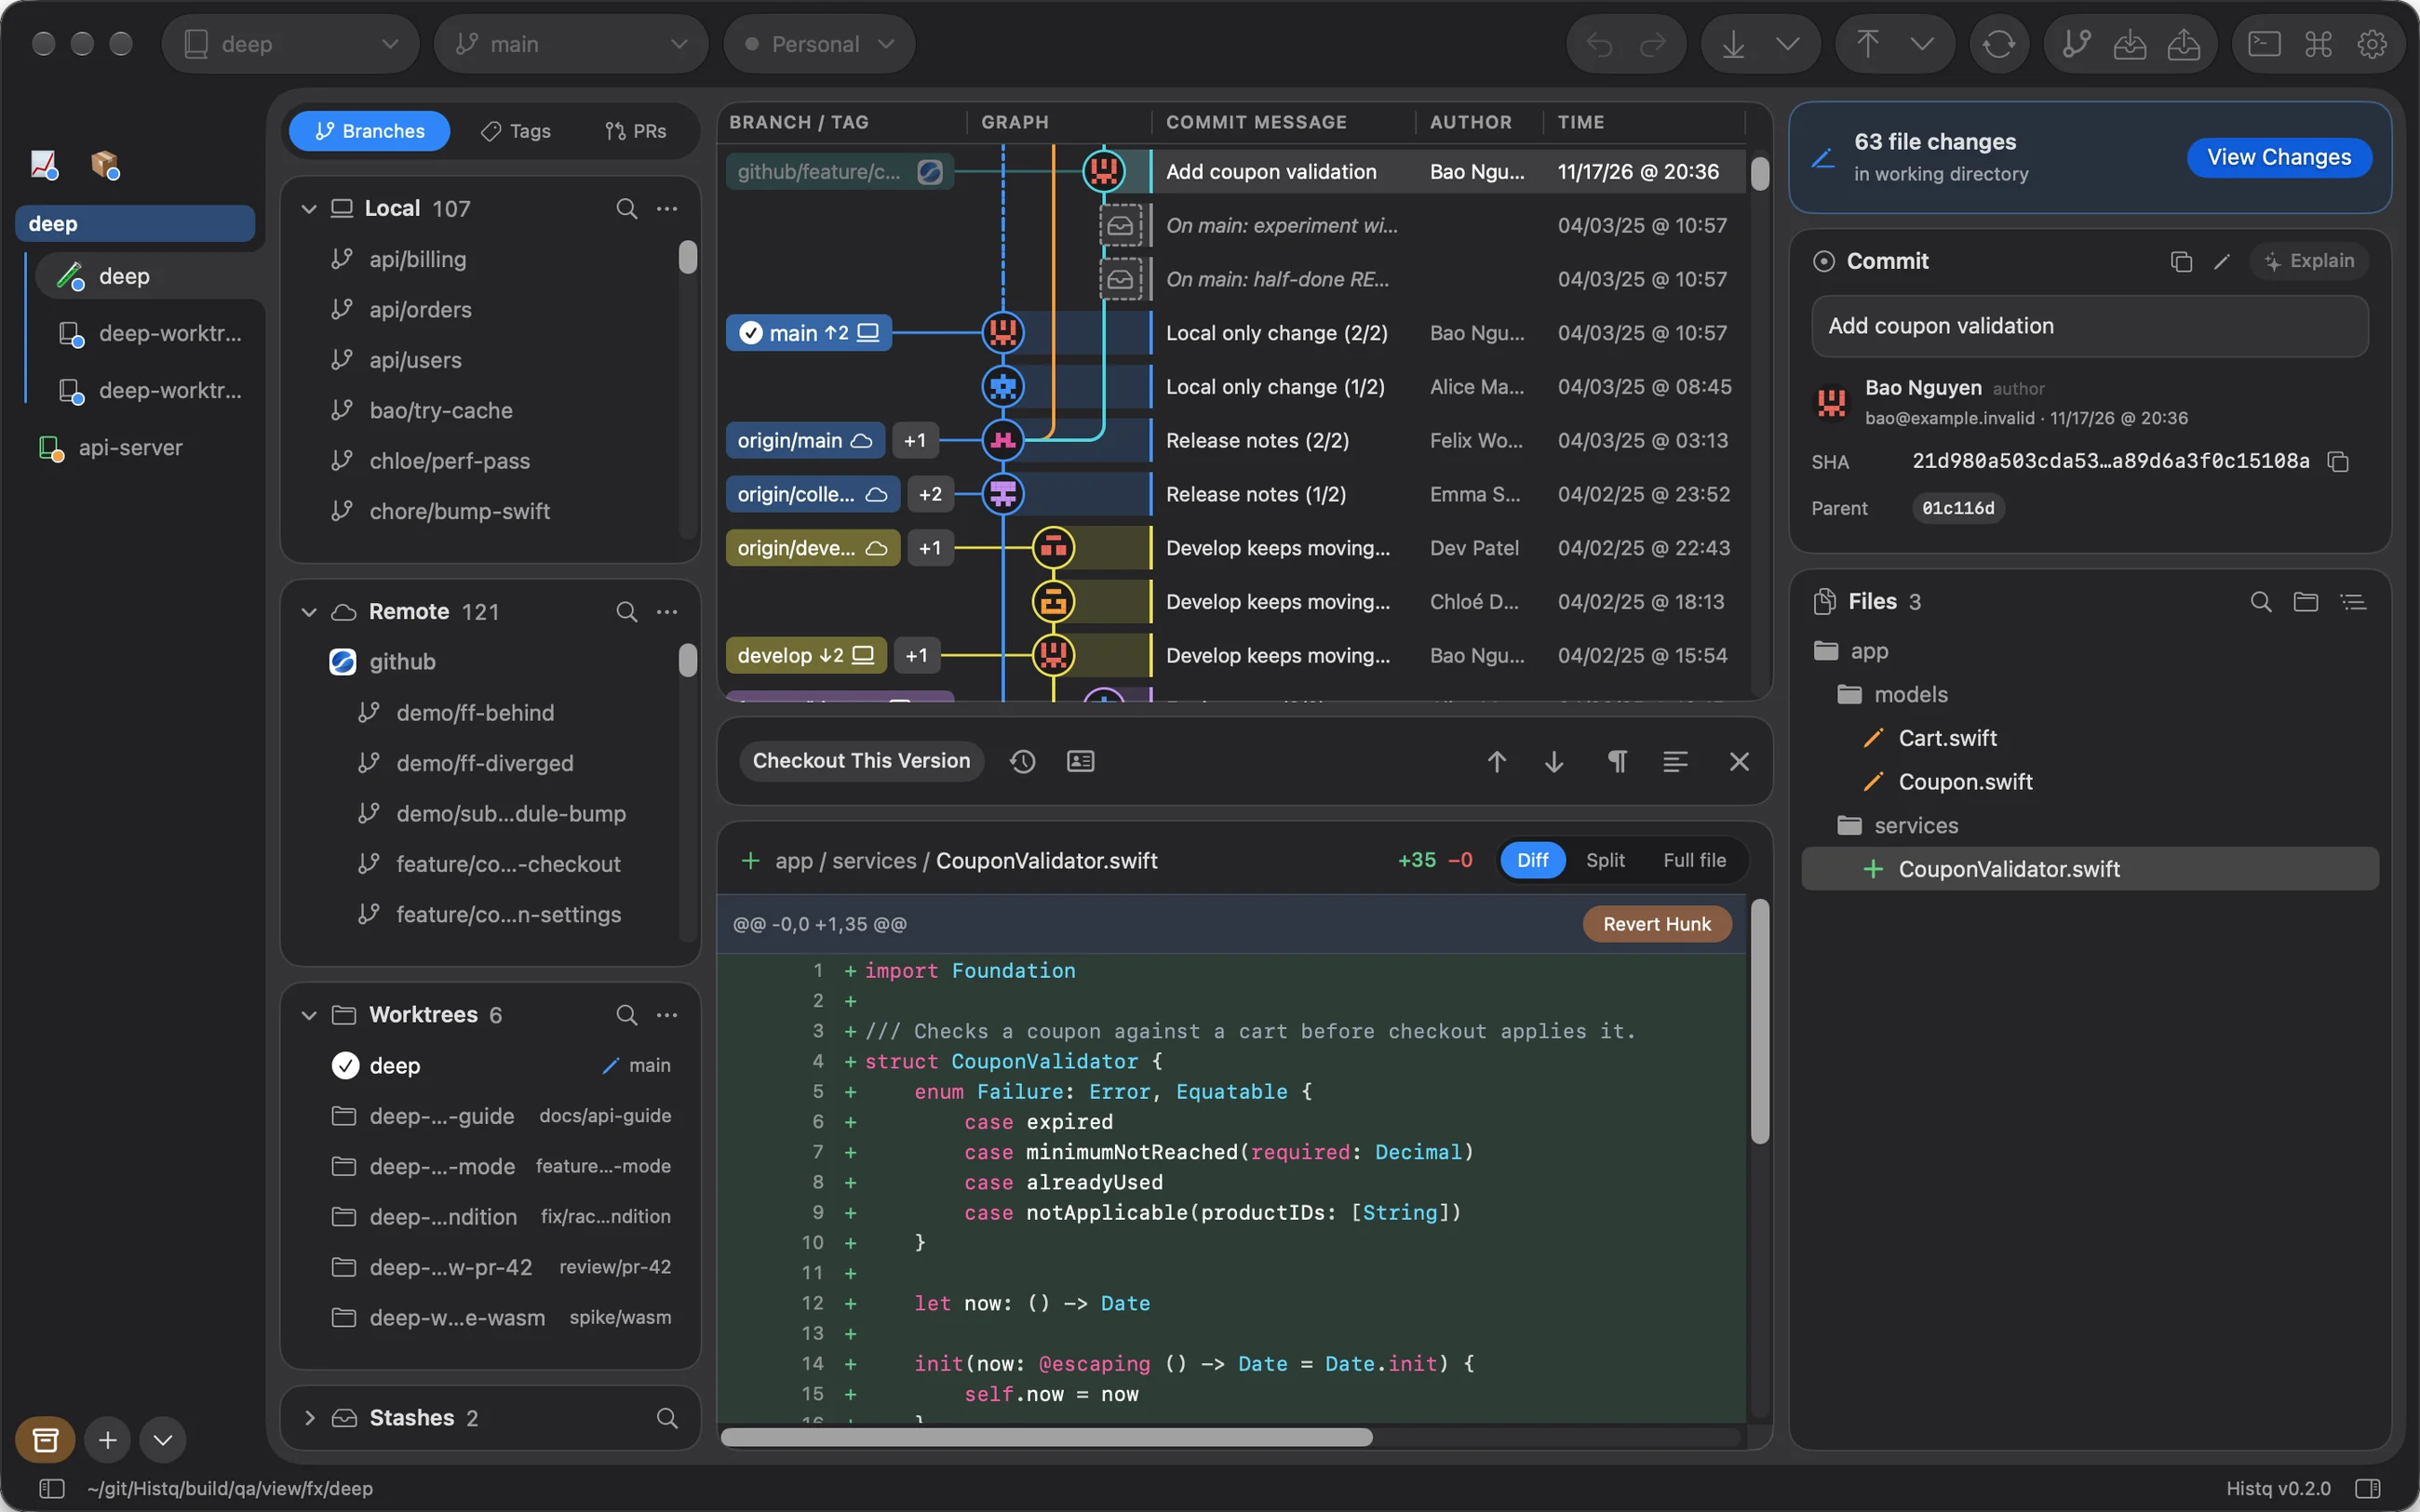 deep
main
Personal
deep
deep
deep-worktr...
deep-worktr...
api-server
Branches
Tags
PRs
Local 107
api/billing
api/orders
api/users
bao/try-cache
chloe/perf-pass
chore/bump-swift
Remote 121
github
demo/ff-behind
demo/ff-diverged
demo/sub...dule-bump
feature/co...-checkout
feature/co...n-settings
Worktrees 6
deep main
deep-...-guide docs/api-guide
deep-...-mode feature...-mode
deep-...ndition fix/rac...ndition
deep-...w-pr-42 review/pr-42
deep-w...e-wasm spike/wasm
Stashes 2
BRANCH / TAG GRAPH COMMIT MESSAGE AUTHOR TIME
github/feature/c... Add coupon validation Bao Ngu... 11/17/26 @ 20:36
On main: experiment wi... 04/03/25 @ 10:57
On main: half-done RE... 04/03/25 @ 10:57
main ↑2 Local only change (2/2) Bao Ngu... 04/03/25 @ 10:57
Local only change (1/2) Alice Ma... 04/03/25 @ 08:45
origin/main +1 Release notes (2/2) Felix Wo... 04/03/25 @ 03:13
origin/colle... +2 Release notes (1/2) Emma S... 04/02/25 @ 23:52
origin/deve... +1 Develop keeps moving... Dev Patel 04/02/25 @ 22:43
Develop keeps moving... Chloé D... 04/02/25 @ 18:13
develop ↓2 +1 Develop keeps moving... Bao Ngu... 04/02/25 @ 15:54
Checkout This Version
app / services / CouponValidator.swift +35 −0 Diff Split Full file
@@ -0,0 +1,35 @@ Revert Hunk
1 + import Foundation
2 +
3 + /// Checks a coupon against a cart before checkout applies it.
4 + struct CouponValidator {
5 + enum Failure: Error, Equatable {
6 + case expired
7 + case minimumNotReached(required: Decimal)
8 + case alreadyUsed
9 + case notApplicable(productIDs: [String])
10 + }
11 +
12 + let now: () -> Date
13 +
14 + init(now: @escaping () -> Date = Date.init) {
15 + self.now = now
16 + }
63 file changes
in working directory
View Changes
Commit
Explain
Add coupon validation
Bao Nguyen author
bao@example.invalid · 11/17/26 @ 20:36
SHA 21d980a503cda53…a89d6a3f0c15108a
Parent 01c116d
Files 3
app
models
Cart.swift
Coupon.swift
services
CouponValidator.swift
~/git/Histq/build/qa/view/fx/deep
Histq v0.2.0